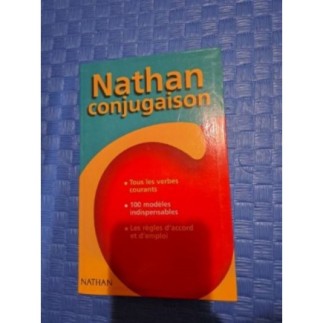 Nathan
conjugaison
• Tous les verbes
courants
• 100 modèles
indispensables
• Les règles d'accord
et d'emploi
NATHAN